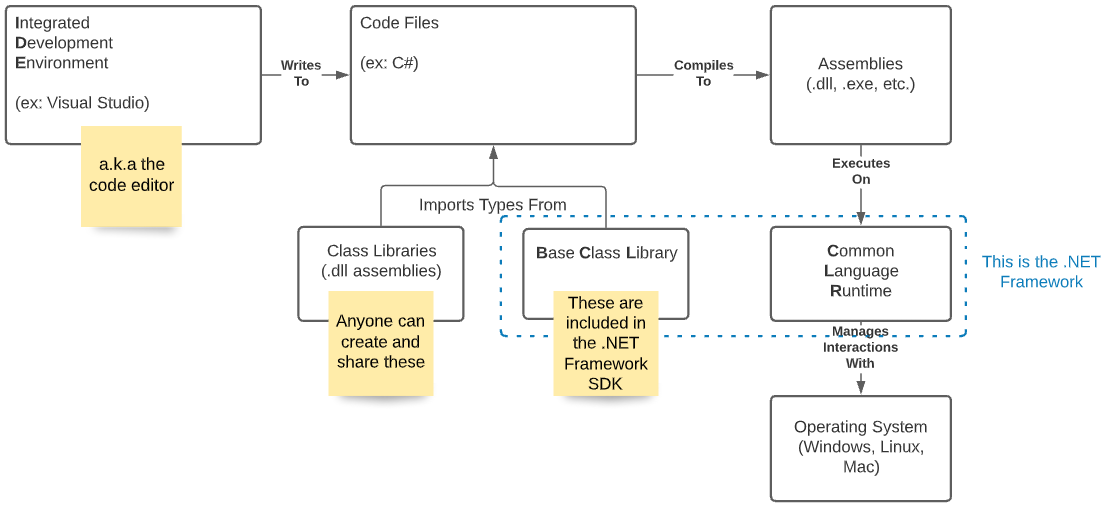 Integrated
Development
Environment
(ex: Visual Studio)
a.k.a the
code editor
Writes
To
Code Files
(ex: C#)
Compiles
To
Assemblies
(.dll, .exe, etc.)
Executes
On
Imports Types From
Class Libraries
(.dll assemblies)
Anyone can
create and
share these
Base Class Library
These are
included in
the .NET
Framework
SDK
Common
Language
Runtime
This is the .NET
Framework
Manages
Interactions
With
Operating System
(Windows, Linux,
Mac)